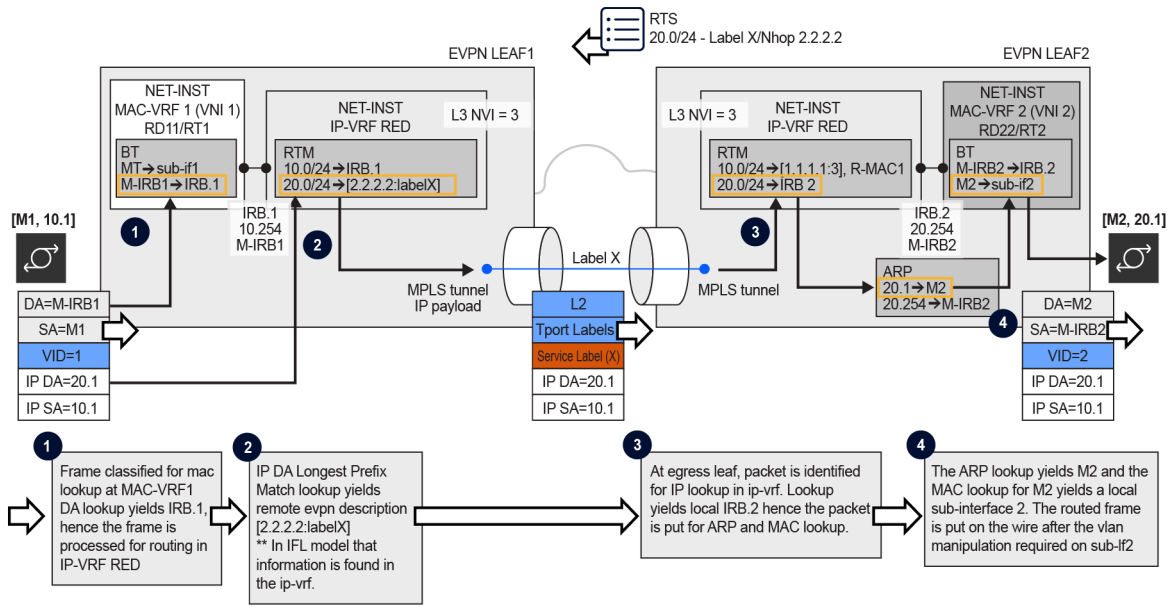 RT5
20.0/24 - Label X/Nhop 2.2.2.2
EVPN LEAF1
EVPN LEAF2
NET-INST
MAC-VRF 1 (VNI 1)
RD11/RT1
BT
MT➔sub-if1
M-IRB1➔IRB.1
NET-INST
IP-VRF RED
L3 NVI = 3
RTM
10.0/24➔IRB.1
20.0/24➔[2.2.2.2:labelX]
L3 NVI = 3
NET-INST
IP-VRF RED
RTM
10.0/24➔[1.1.1.1:3], R-MAC1
20.0/24➔IRB 2
NET-INST
MAC-VRF 2 (VNI 2)
RD22/RT2
BT
M-IRB2➔IRB.2
M2➔sub-if2
[M1, 10.1]
1
IRB.1
10.254
M-IRB1
2
3
IRB.2
20.254
M-IRB2
[M2, 20.1]
Label X
MPLS tunnel
IP payload
MPLS tunnel
ARP
20.1➔M2
20.254➔M-IRB2
4
DA=M-IRB1
SA=M1
VID=1
IP DA=20.1
IP SA=10.1
L2
Tport Labels
Service Label (X)
IP DA=20.1
IP SA=10.1
DA=M2
SA=M-IRB2
VID=2
IP DA=20.1
IP SA=10.1
1
Frame classified for mac
lookup at MAC-VRF1
DA lookup yields IRB.1,
hence the frame is
processed for routing in
IP-VRF RED
2
IP DA Longest Prefix
Match lookup yields
remote evpn description
[2.2.2.2:labelX]
** In IFL model that
information is found in
the ip-vrf.
3
At egress leaf, packet is identified
for IP lookup in ip-vrf. Lookup
yields local IRB.2 hence the packet
is put for ARP and MAC lookup.
4
The ARP lookup yields M2 and the
MAC lookup for M2 yields a local
sub-interface 2. The routed frame
is put on the wire after the vlan
manipulation required on sub-If2